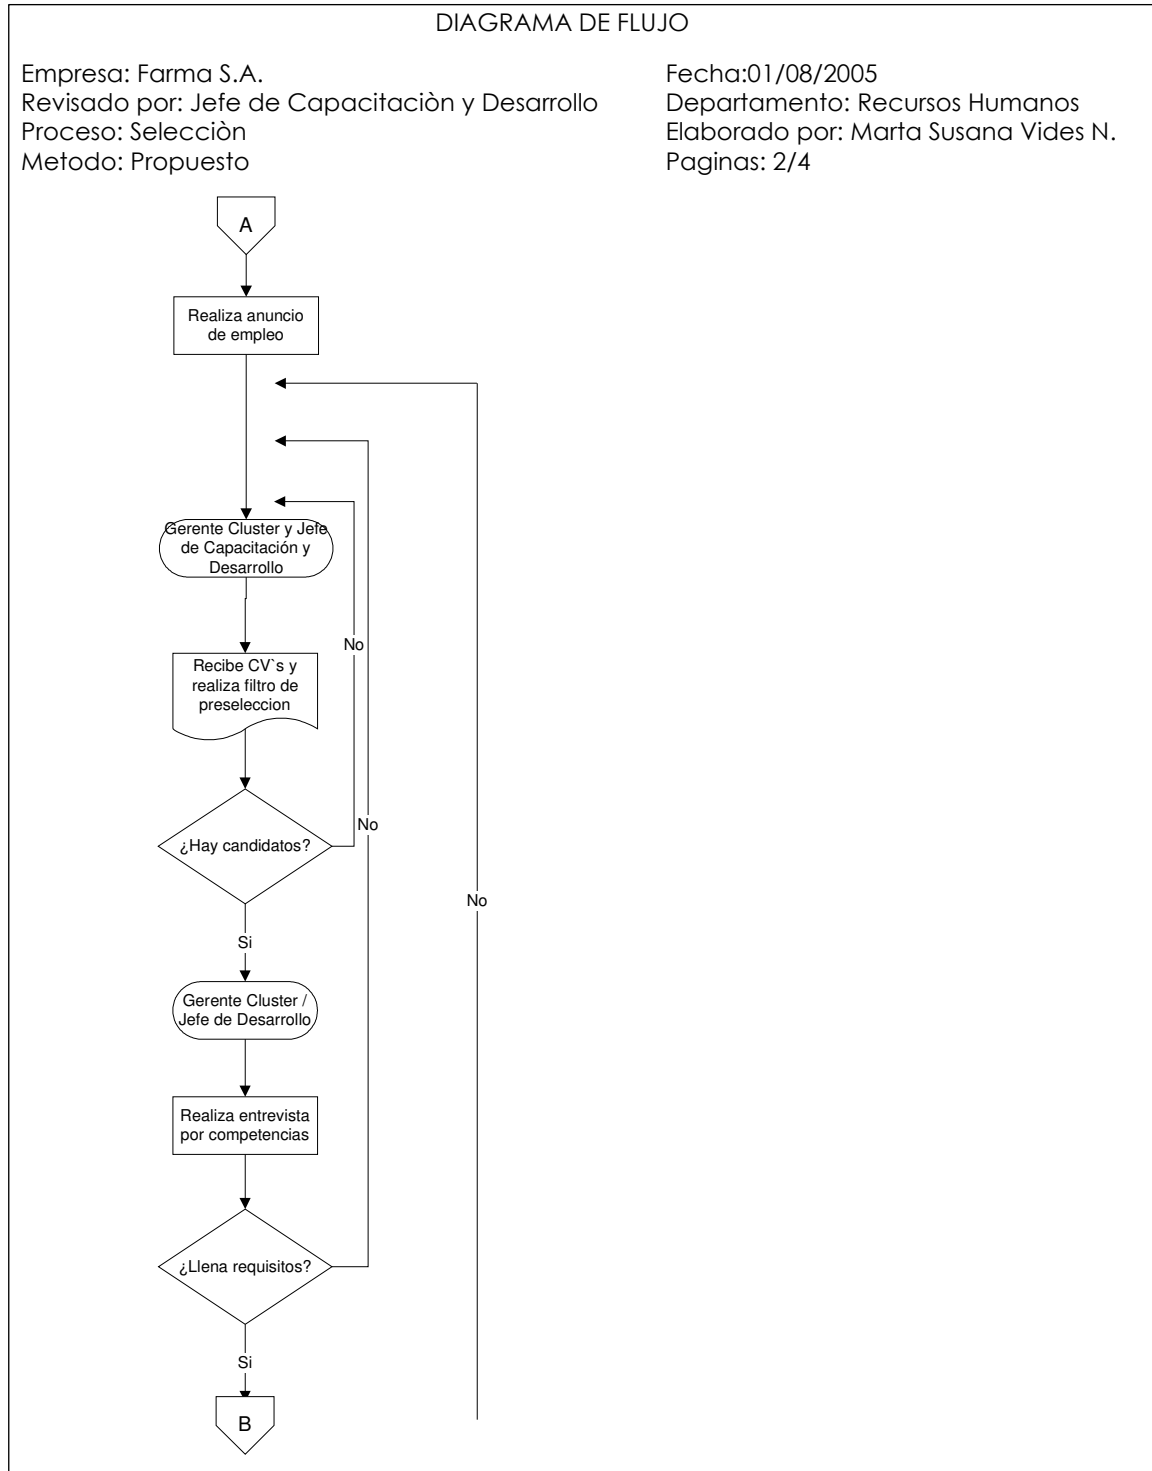 DIAGRAMA DE FLUJO
Empresa: Farma S.A.
Fecha:01/08/2005
Revisado por: Jefe de Capacitaciòn y Desarrollo
Departamento: Recursos Humanos
Proceso: Selecciòn
Elaborado por: Marta Susana Vides N.
Metodo: Propuesto
Paginas: 2/4
A
Realiza anuncio
de empleo
Gerente Cluster y Jefe
de Capacitación y
Desarrollo
No
Recibe CV`s y
realiza filtro de
preseleccion
No
¿Hay candidatos?
No
Si
Gerente Cluster /
Jefe de Desarrollo
Realiza entrevista
por competencias
¿Llena requisitos?
Si
B